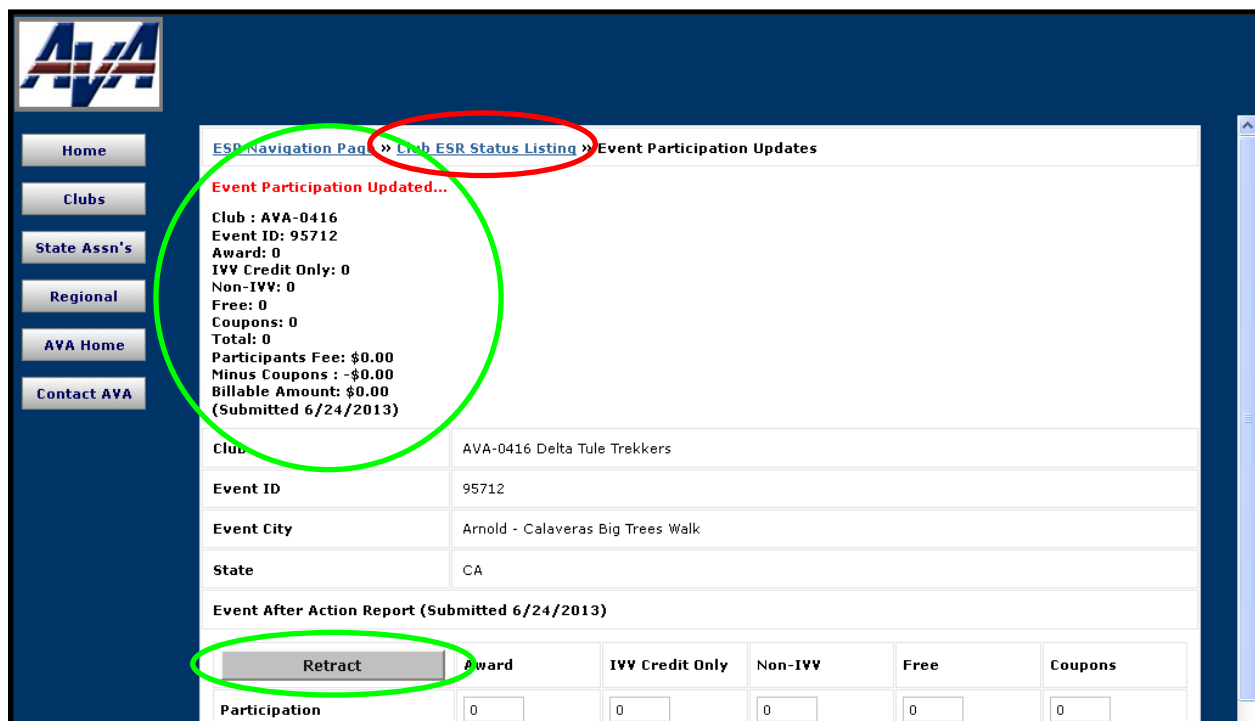 AVA
Home
Clubs
State Assn's
Regional
AVA Home
Contact AVA
ESR Navigation Page » Club ESR Status Listing » Event Participation Updates
Event Participation Updated...
Club : AVA-0416
Event ID: 95712
Award: 0
IVV Credit Only: 0
Non-IVV: 0
Free: 0
Coupons: 0
Total: 0
Participants Fee: $0.00
Minus Coupons : -$0.00
Billable Amount: $0.00
(Submitted 6/24/2013)
Club AVA-0416 Delta Tule Trekkers
Event ID 95712
Event City Arnold - Calaveras Big Trees Walk
State CA
Event After Action Report (Submitted 6/24/2013)
Retract Award IVV Credit Only Non-IVV Free Coupons
Participation 0 0 0 0 0